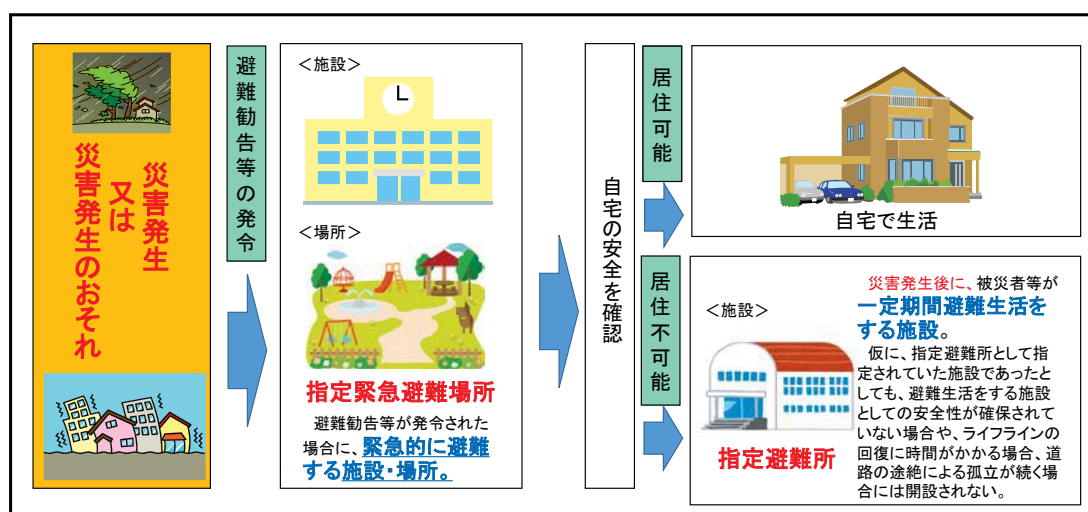 災害発生
又は
災害発生のおそれ
避難勧告等の発令
＜施設＞
＜場所＞
指定緊急避難場所
避難勧告等が発令された
場合に、緊急的に避難
する施設・場所。
自宅の安全を確認
居住可能
自宅で生活
居住不可能
＜施設＞
指定避難所
災害発生後に、被災者等が
一定期間避難生活を
する施設。
仮に、指定避難所として指
定されていた施設であったと
しても、避難生活をする施設
としての安全性が確保されて
いない場合や、ライフラインの
回復に時間がかかる場合、道
路の途絶による孤立が続く場
合には開設されない。